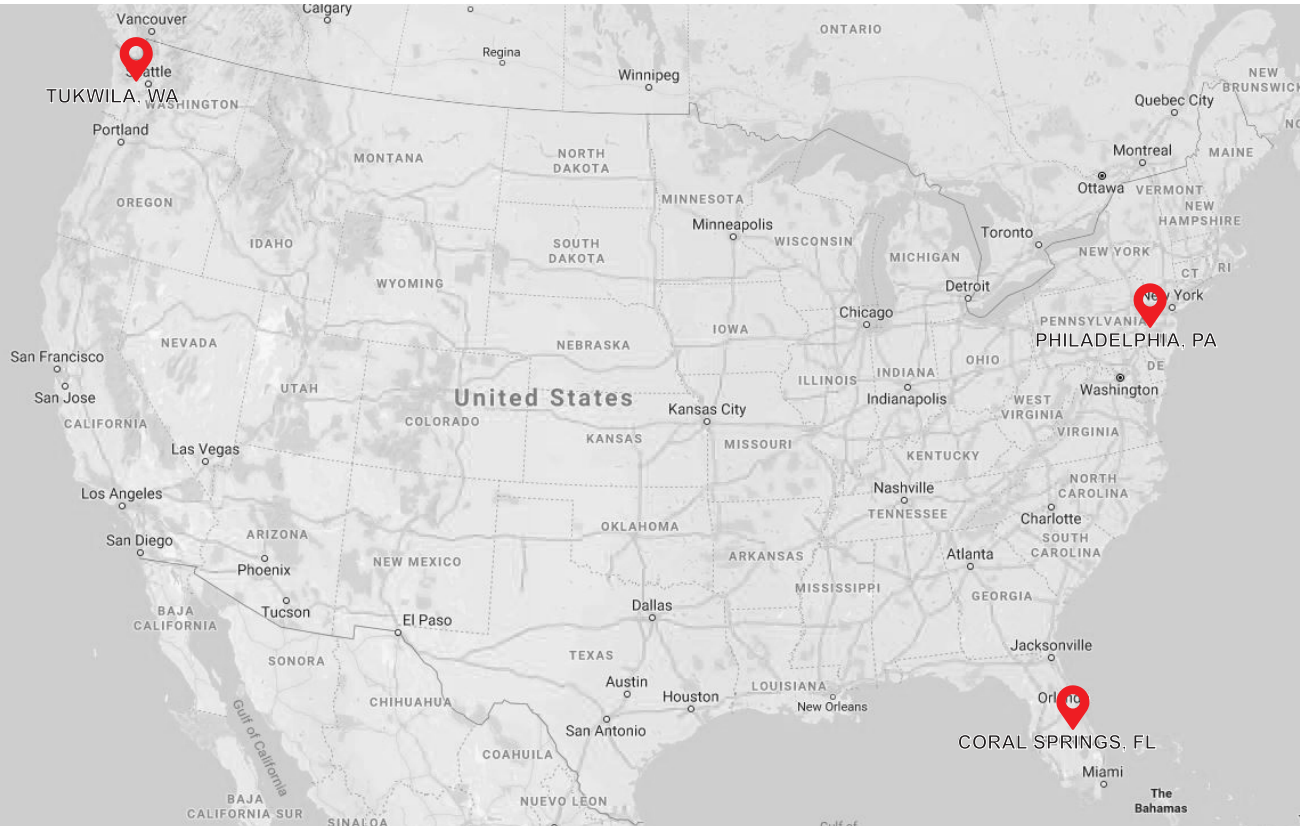 Calgary
Vancouver
Regina
ONTARIO
Winnipeg
NEW
BRUNSWICK
Quebec City
TUKWILA, WA
WASHINGTON
Portland
Montreal
MAINE
MONTANA
NORTH
DAKOTA
Ottawa
VERMONT
MINNESOTA
NEW
HAMPSHIRE
OREGON
Minneapolis
Toronto
IDAHO
SOUTH
DAKOTA
WISCONSIN
MICHIGAN
NEW YORK
CT
RI
WYOMING
Detroit
New York
Chicago
PENNSYLVANIA
IOWA
PHILADELPHIA, PA
NEVADA
NEBRASKA
San Francisco
OHIO
DE
UTAH
ILLINOIS
INDIANA
Indianapolis
Washington
San Jose
United States
COLORADO
Kansas City
WEST
VIRGINIA
CALIFORNIA
KANSAS
MISSOURI
VIRGINIA
Las Vegas
KENTUCKY
Los Angeles
Nashville
TENNESSEE
NORTH
CAROLINA
Charlotte
San Diego
ARIZONA
OKLAHOMA
SOUTH
CAROLINA
Phoenix
NEW MEXICO
ARKANSAS
Atlanta
MISSISSIPPI
GEORGIA
Tucson
BAJA
CALIFORNIA
El Paso
Dallas
SONORA
TEXAS
Jacksonville
CHIHUAHUA
Austin
Houston
LOUISIANA
New Orleans
San Antonio
Gulf of California
COAHUILA
CORAL SPRINGS, FL
Miami
The
Bahamas
BAJA
CALIFORNIA SUR
NUEVO LEON
SINALOA